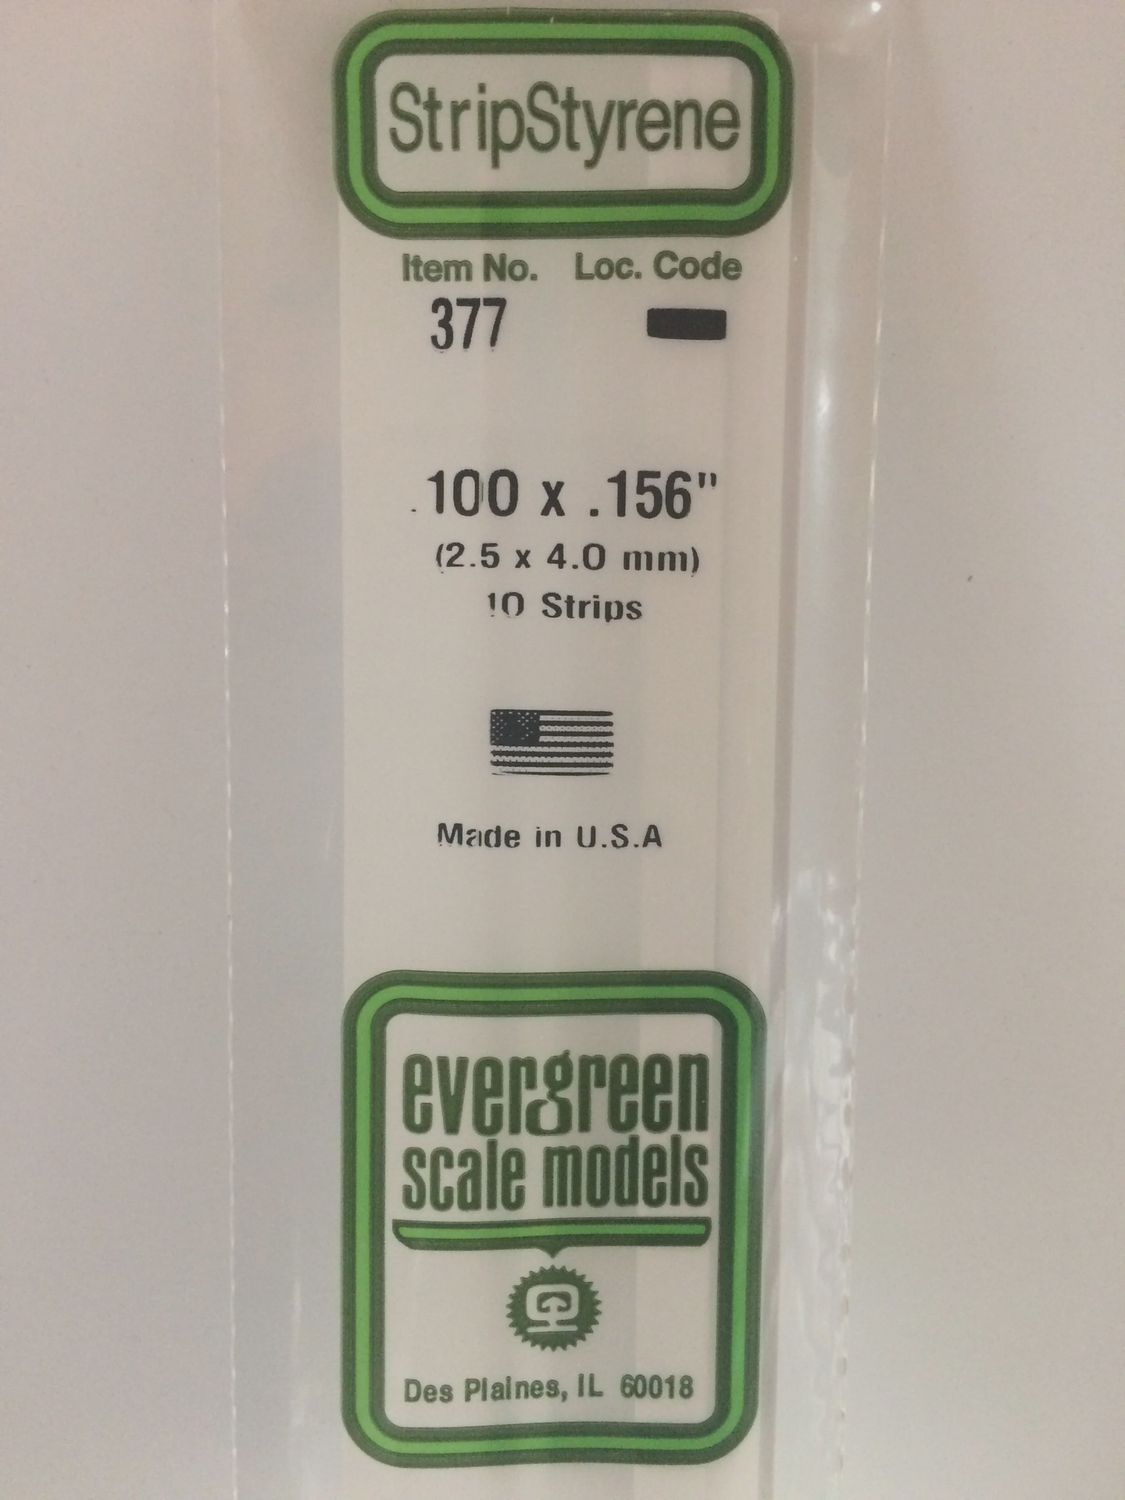 StripStyrene
Item No. Loc. Code
377
.100 x .156"
(2.5 x 4.0 mm)
10 Strips
Made in U.S.A
evergreen
scale models
Des Plaines, IL 60018